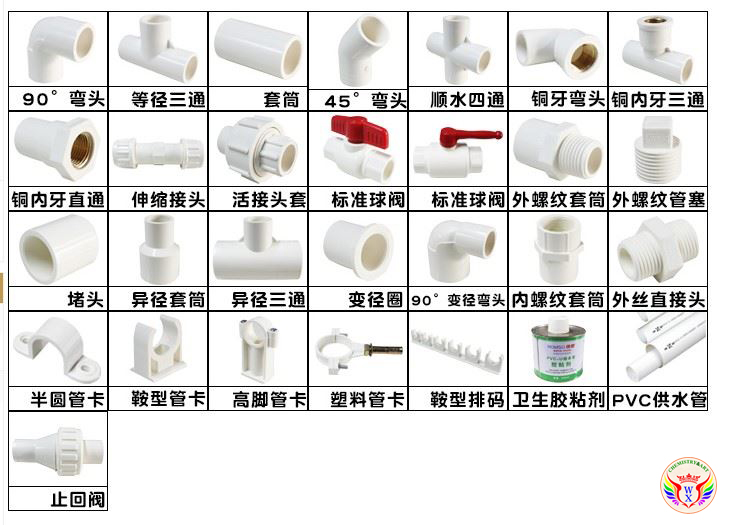 90°弯头
等径三通
套筒
45°弯头
顺水四通
铜牙弯头
铜内牙三通
铜内牙直通
伸缩接头
活接头套
标准球阀
标准球阀
外螺纹套筒
外螺纹管塞
堵头
异径套筒
异径三通
变径圈
90°变径弯头
内螺纹套筒
外丝直接头
半圆管卡
鞍型管卡
高脚管卡
塑料管卡
鞍型排码
卫生胶粘剂
PVC供水管
止回阀
CHEMISTRY&ART
WX